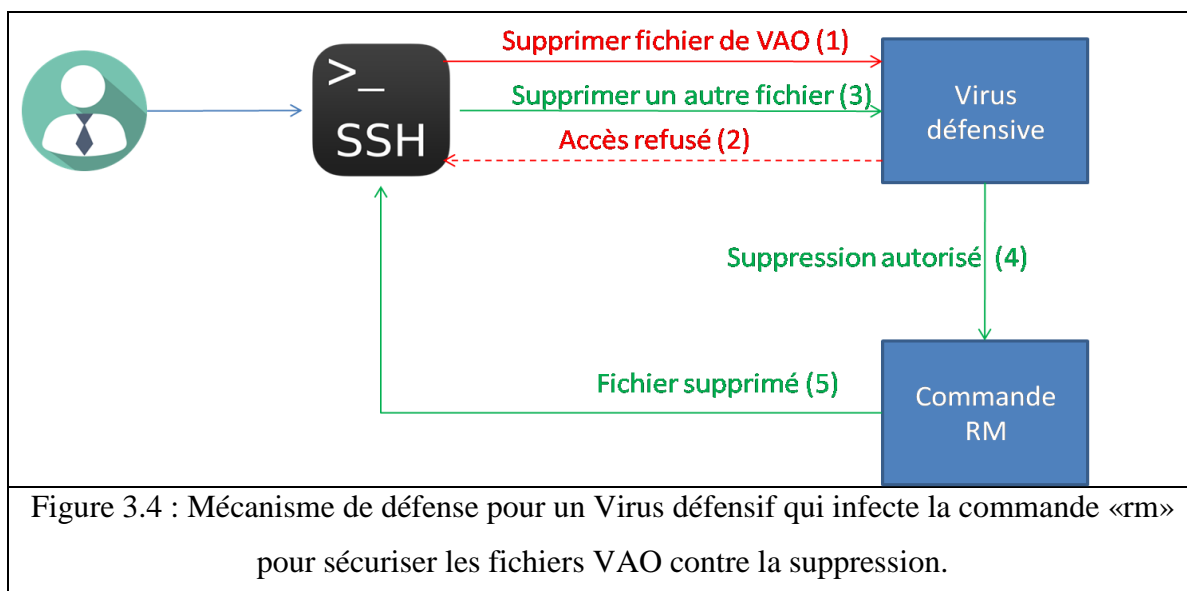 Supprimer fichier de VAO (1)
>_
SSH
Supprimer un autre fichier (3)
Accès refusé (2)
Virus
défensive
Suppression autorisé (4)
Fichier supprimé (5)
Commande
RM
Figure 3.4 : Mécanisme de défense pour un Virus défensif qui infecte la commande «rm»
pour sécuriser les fichiers VAO contre la suppression.